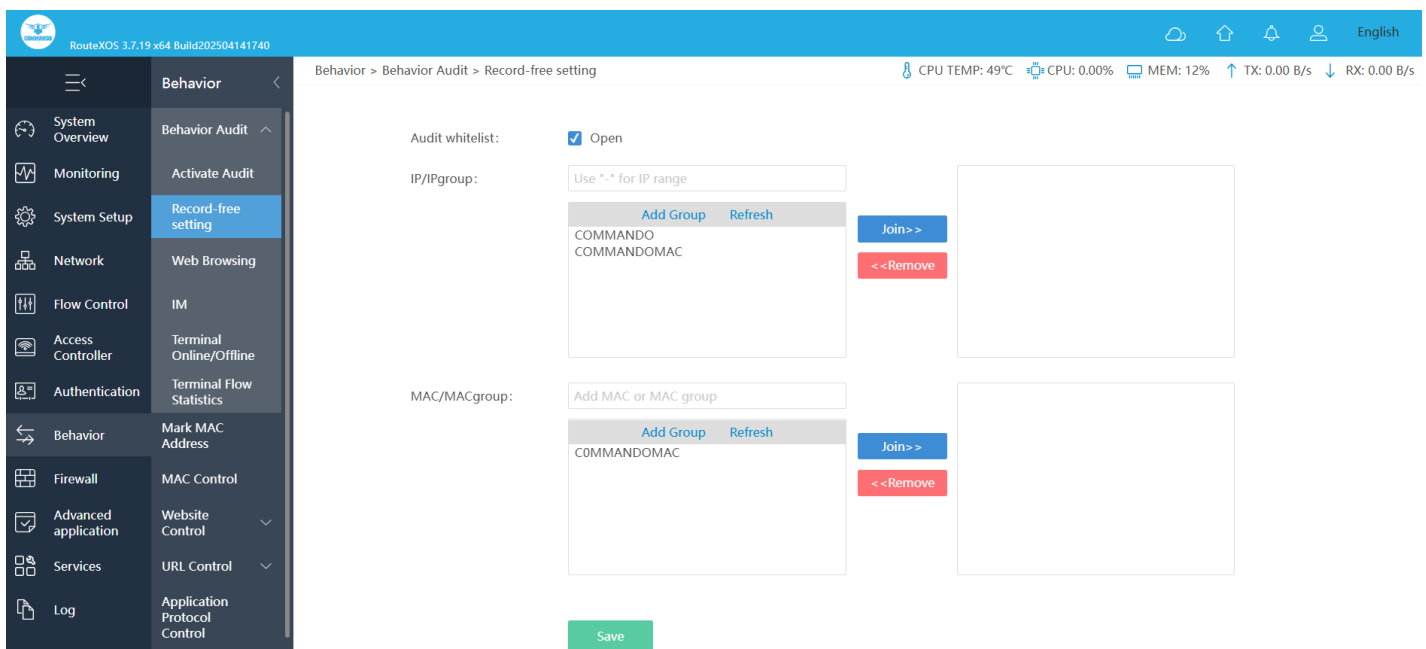 COMMANDOS
RouteXOS 3.7.19 x64 Build202504141740
English
Behavior
Behavior > Behavior Audit > Record-free setting
CPU TEMP: 49℃
CPU: 0.00%
MEM: 12%
TX: 0.00 B/s
RX: 0.00 B/s
System
Overview
Monitoring
System Setup
Network
Flow Control
Access
Controller
Authentication
Behavior
Firewall
Advanced
application
Services
Log
Behavior Audit
Activate Audit
Record-free
setting
Web Browsing
IM
Terminal
Online/Offline
Terminal Flow
Statistics
Mark MAC
Address
MAC Control
Website
Control
URL Control
Application
Protocol
Control
Audit whitelist:
Open
IP/IPgroup:
Use "-" for IP range
Add Group Refresh
COMMANDO
COMMANDOMAC
Join>>
<<Remove
MAC/MACgroup:
Add MAC or MAC group
Add Group Refresh
C0MMANDOMAC
Join>>
<<Remove
Save